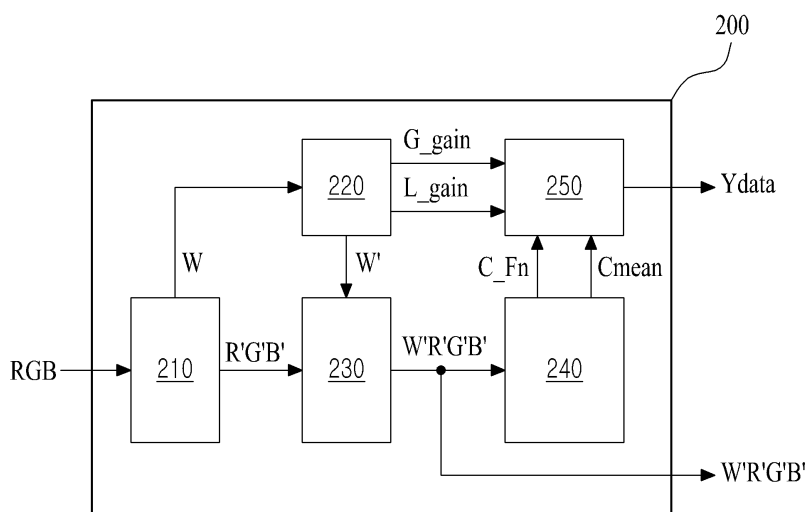 200
G_gain
220
250
L_gain
Ydata
W
W'
C_Fn
Cmean
RGB
210
R'G'B'
230
W'R'G'B'
240
W'R'G'B'